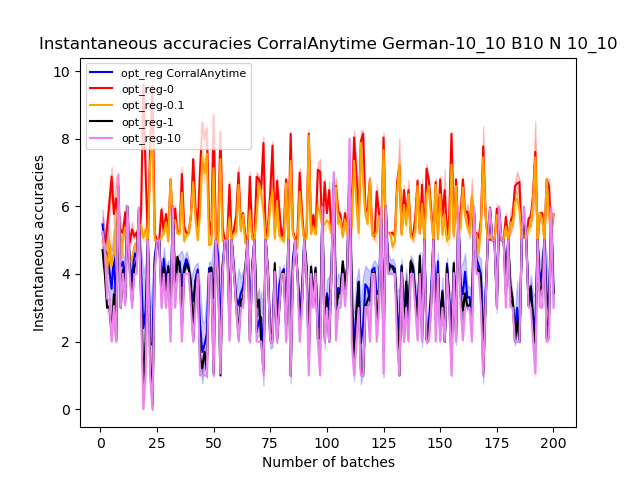 Instantaneous accuracies CorralAnytime German-10_10 B10 N 10_10
opt_reg CorralAnytime
opt_reg-0
opt_reg-0.1
opt_reg-1
opt_reg-10
Instantaneous accuracies
10
8
6
4
2
0
0 25 50 75 100 125 150 175 200
Number of batches